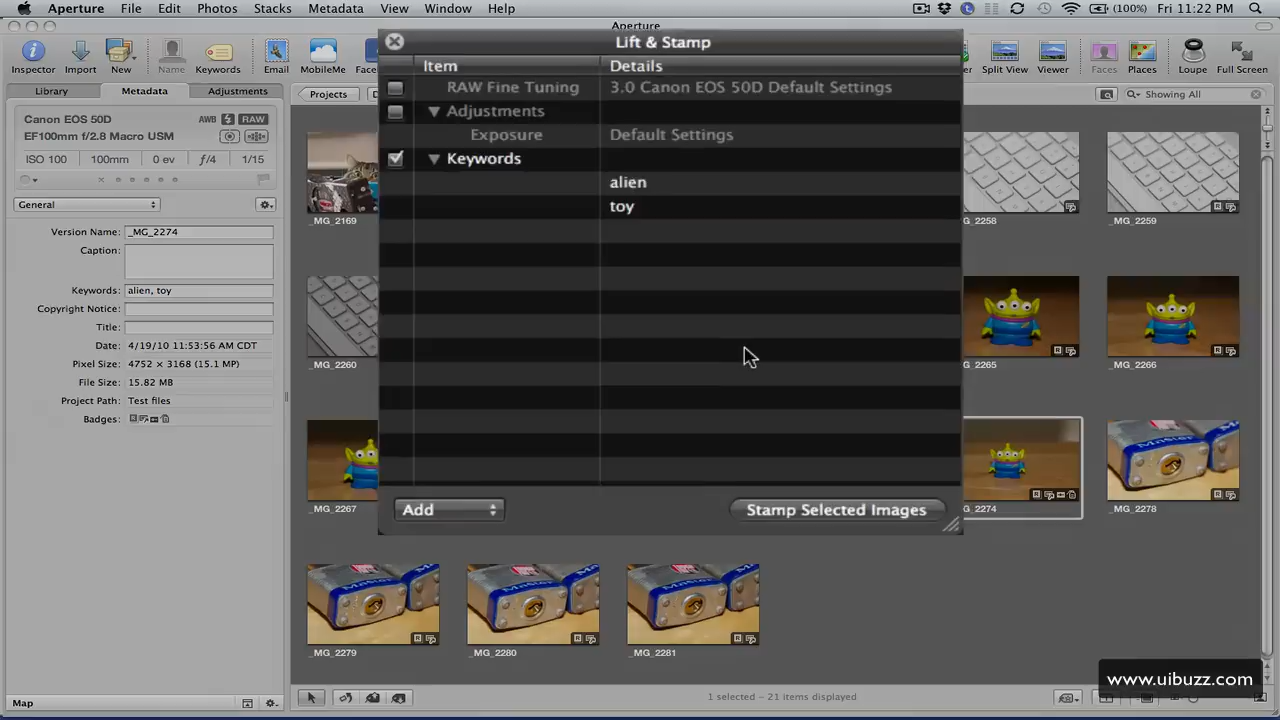 Aperture File Edit Photos Stacks Metadata View Window Help (100%) Fri 11:22 PM
Aperture
Inspector Import New Name Keywords Email MobileMe Split View Viewer Faces Places Loupe Full Screen
Library Metadata Adjustments Projects Showing All
Lift & Stamp
Item Details
RAW Fine Tuning 3.0 Canon EOS 50D Default Settings
Adjustments
Exposure Default Settings
Keywords
alien
toy
Add Stamp Selected Images
Canon EOS 50D AWB RAW
EF100mm f/2.8 Macro USM
ISO 100 100mm 0 ev ƒ/4 1/15
General
Version Name: _MG_2274
Caption:
Keywords: alien, toy
Copyright Notice:
Title:
Date: 4/19/10 11:53:56 AM CDT
Pixel Size: 4752 × 3168 (15.1 MP)
File Size: 15.82 MB
Project Path: Test files
Badges:
Map
_MG_2169 _MG_2258 _MG_2259
_MG_2260 2265 _MG_2266
_MG_2267 2274 _MG_2278
_MG_2279 _MG_2280 _MG_2281
1 selected – 21 items displayed
www.uibuzz.com